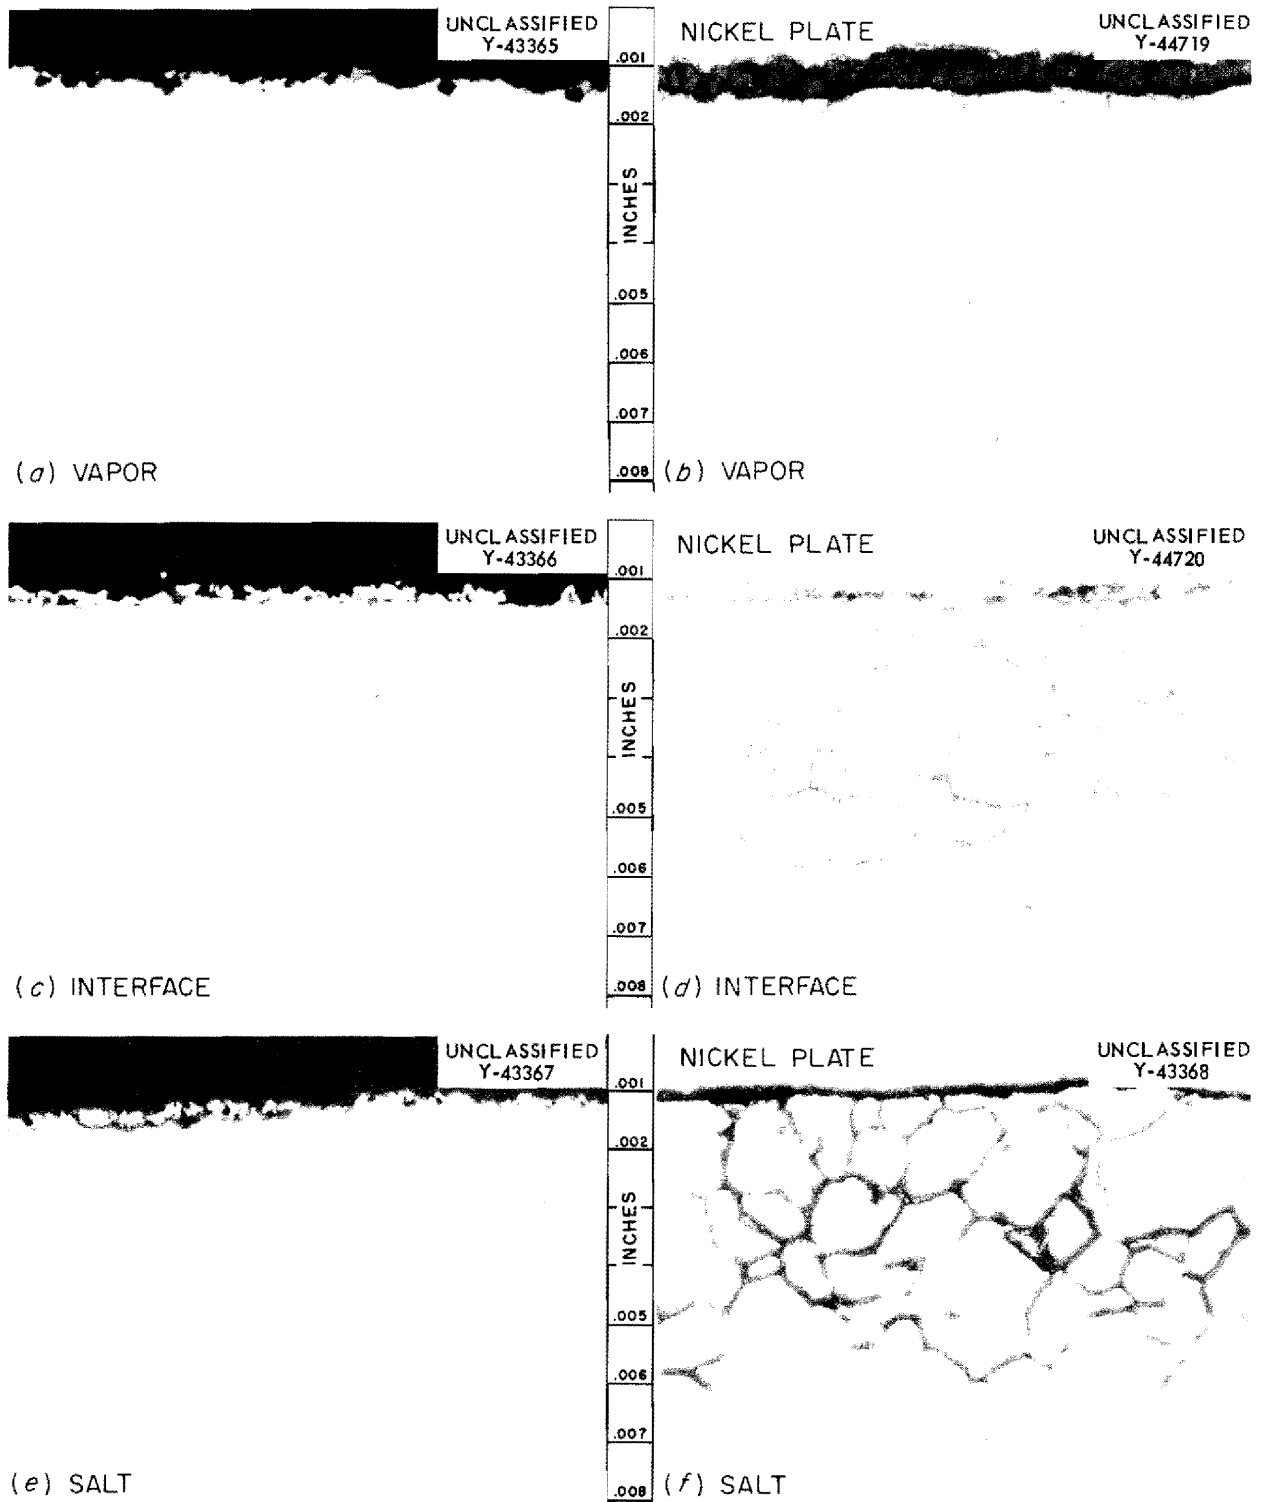 UNCLASSIFIED
Y-43365
.001
.002
INCHES
.005
.006
.007
.008
(a) VAPOR
NICKEL PLATE
UNCLASSIFIED
Y-44719
(b) VAPOR
UNCLASSIFIED
Y-43366
.001
.002
INCHES
.005
.006
.007
.008
(c) INTERFACE
NICKEL PLATE
UNCLASSIFIED
Y-44720
(d) INTERFACE
UNCLASSIFIED
Y-43367
.001
.002
INCHES
.005
.006
.007
.008
(e) SALT
NICKEL PLATE
UNCLASSIFIED
Y-43368
(f) SALT